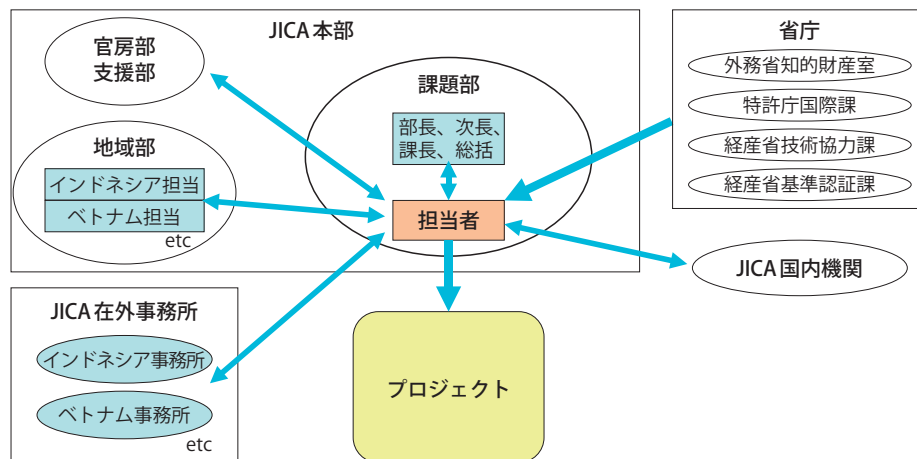 JICA本部
官房部
支援部
課題部
部長、次長、
課長、総括
担当者
地域部
インドネシア担当
ベトナム担当
etc
省庁
外務省知的財産室
特許庁国際課
経産省技術協力課
経産省基準認証課
JICA国内機関
JICA在外事務所
インドネシア事務所
ベトナム事務所
etc
プロジェクト